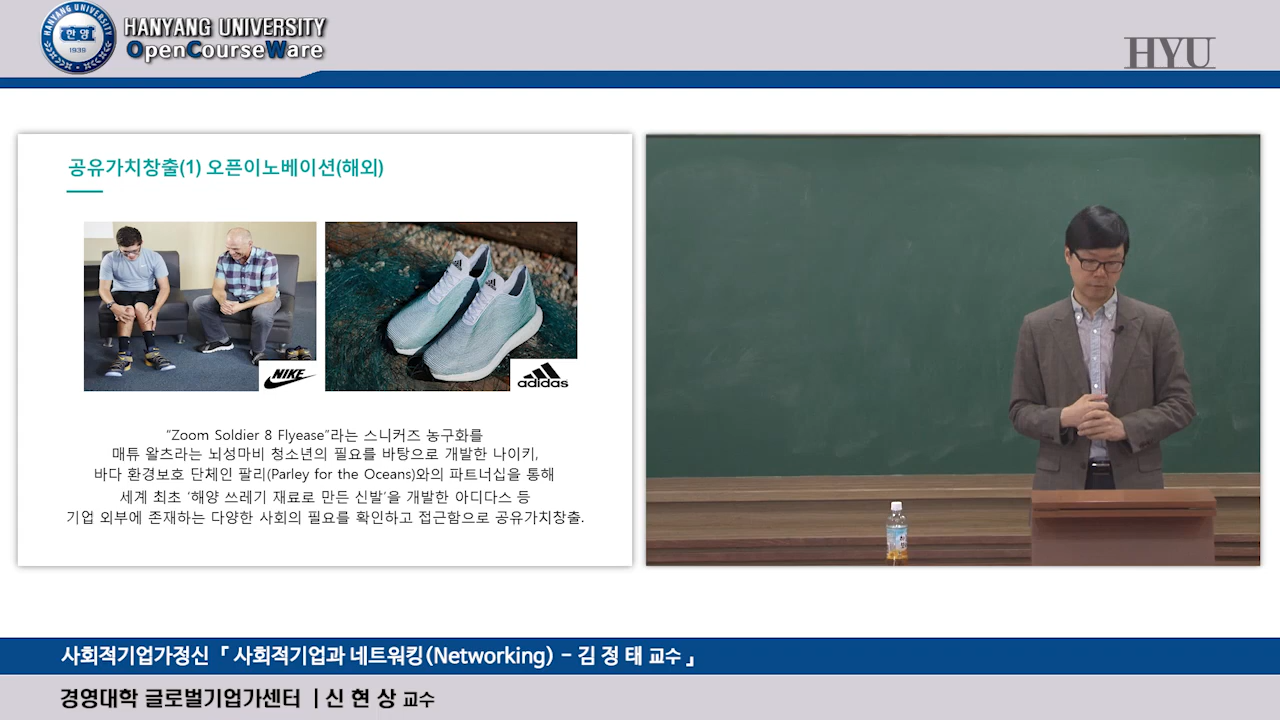 HANYANG UNIVERSITY
한양
1939
HANYANG UNIVERSITY
OpenCourseWare
HYU
공유가치창출(1) 오픈이노베이션(해외)
NIKE
adidas
“Zoom Soldier 8 Flyease”라는 스니커즈 농구화를
매튜 왈츠라는 뇌성마비 청소년의 필요를 바탕으로 개발한 나이키,
바다 환경보호 단체인 팔리(Parley for the Oceans)와의 파트너십을 통해
세계 최초 ‘해양 쓰레기 재료로 만든 신발’을 개발한 아디다스 등
기업 외부에 존재하는 다양한 사회의 필요를 확인하고 접근함으로 공유가치창출.
사회적기업가정신 『 사회적기업과 네트워킹(Networking) - 김 정 태 교수 』
경영대학 글로벌기업가센터 | 신 현 상 교수